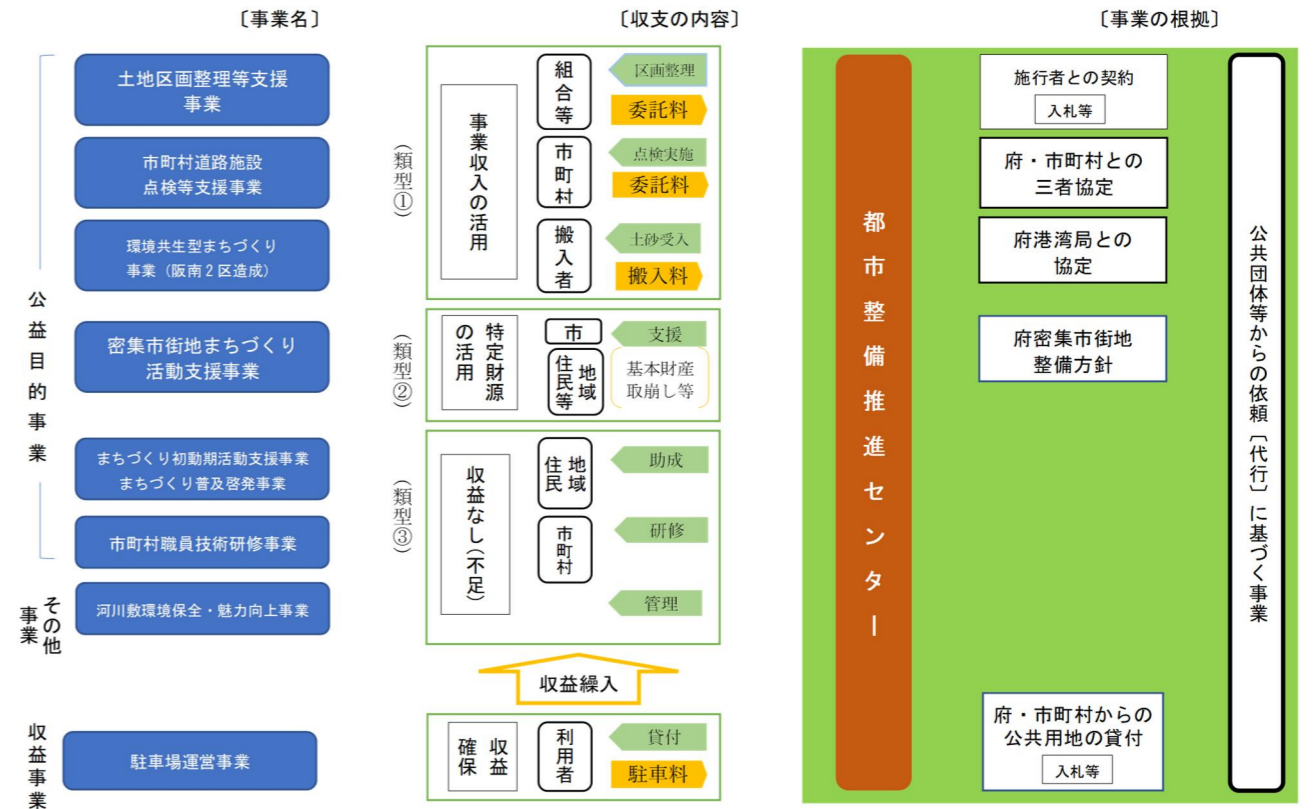 〔事業名〕
〔収支の内容〕
〔事業の根拠〕
公益目的事業
その他
事業
収益事業
土地区画整理等支援
事業
市町村道路施設
点検等支援事業
環境共生型まちづくり
事業（阪南２区造成）
密集市街地まちづくり
活動支援事業
まちづくり初動期活動支援事業
まちづくり普及啓発事業
市町村職員技術研修事業
河川敷環境保全・魅力向上事業
駐車場運営事業
（類型①）
事業収入の活用
組合等
区画整理
委託料
市町村
点検実施
委託料
搬入者
土砂受入
搬入料
（類型②）
特定財源
の活用
市
支援
地域
住民等
基本財産
取崩し等
（類型③）
収益なし（不足）
地域
住民
助成
市町村
研修
管理
収益繰入
収益
確保
利用者
貸付
駐車料
都市整備推進センター
施行者との契約
入札等
府・市町村との
三者協定
府港湾局との
協定
府密集市街地
整備方針
府・市町村からの
公共用地の貸付
入札等
公共団体等からの依頼〔代行〕に基づく事業